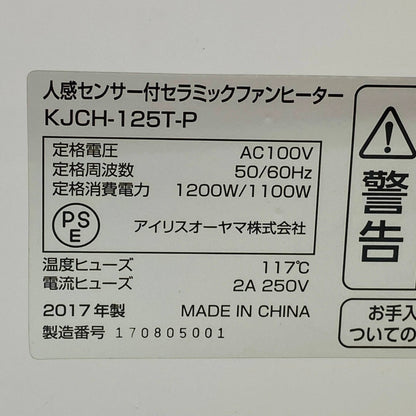 人感センサー付セラミックファンヒーター
KJCH-125T-P
定格電圧 AC100V
定格周波数 50/60Hz
定格消費電力 1200W/1100W
PS
E
アイリスオーヤマ株式会社
温度ヒューズ 117℃
電流ヒューズ 2A 250V
2017年製 MADE IN CHINA
製造番号 170805001
警告
お手入
ついての